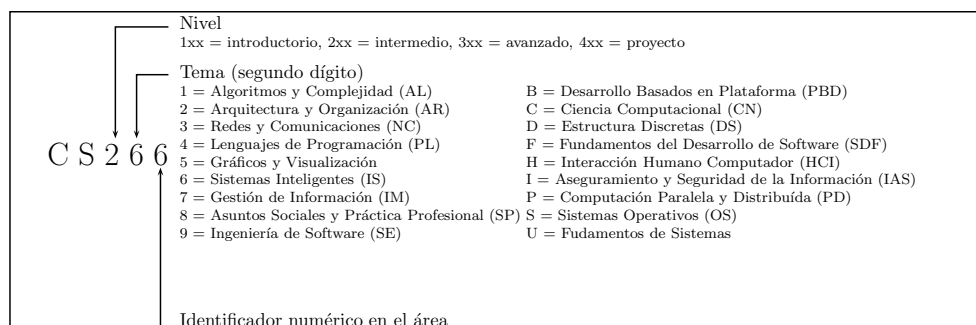 Nivel
1xx = introductorio, 2xx = intermedio, 3xx = avanzado, 4xx = proyecto
Tema (segundo dígito)
1 = Algoritmos y Complejidad (AL)
2 = Arquitectura y Organización (AR)
3 = Redes y Comunicaciones (NC)
4 = Lenguajes de Programación (PL)
5 = Gráficos y Visualización
6 = Sistemas Inteligentes (IS)
7 = Gestión de Información (IM)
8 = Asuntos Sociales y Práctica Profesional (SP)
9 = Ingeniería de Software (SE)
B = Desarrollo Basados en Plataforma (PBD)
C = Ciencia Computacional (CN)
D = Estructura Discretas (DS)
F = Fundamentos del Desarrollo de Software (SDF)
H = Interacción Humano Computador (HCI)
I = Aseguramiento y Seguridad de la Información (IAS)
P = Computación Paralela y Distribuída (PD)
S = Sistemas Operativos (OS)
U = Fudamentos de Sistemas
C S 2 6 6
Identificador numérico en el área